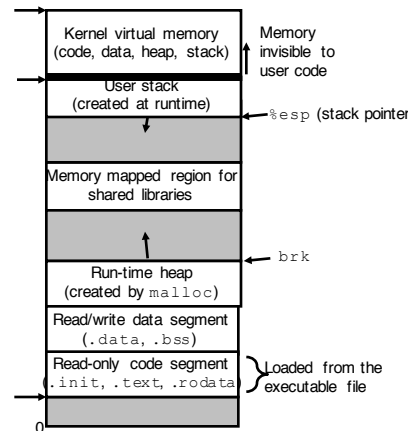 Kernel virtual memory
(code, data, heap, stack)
Memory
invisible to
user code
User stack
(created at runtime)
%esp (stack pointer
Memory mapped region for
shared libraries
brk
Run-time heap
(created by malloc)
Read/write data segment
(.data, .bss)
Read-only code segment
(.init, .text, .rodata)
Loaded from the
executable file
0